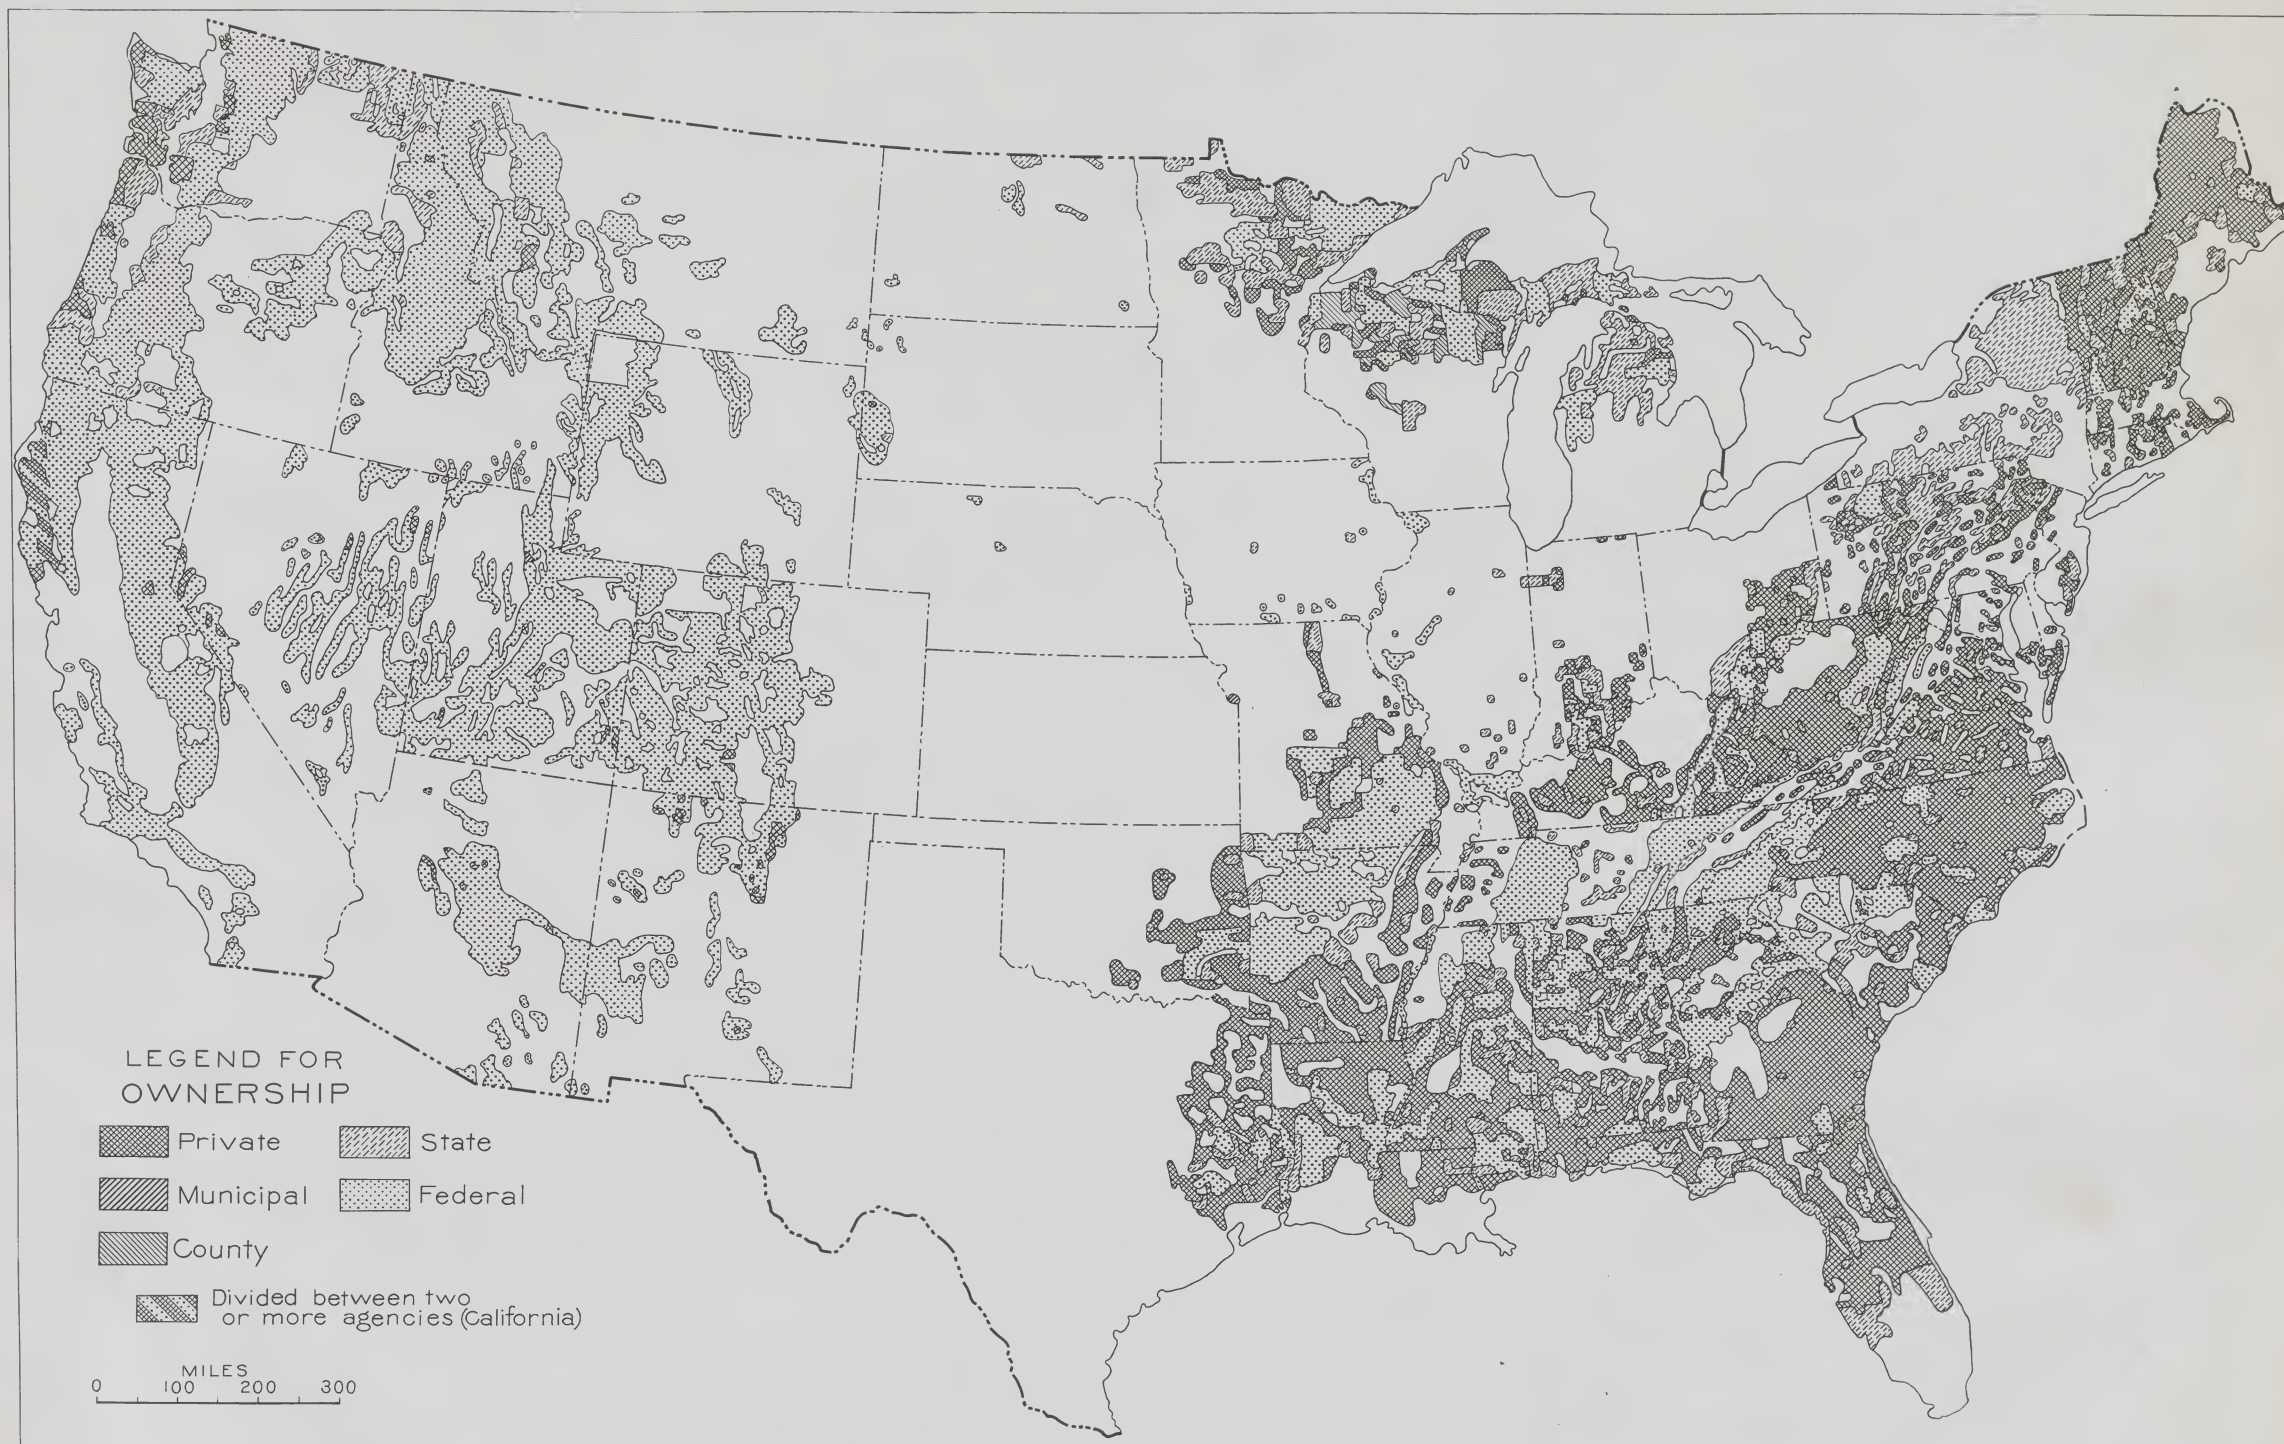 LEGEND FOR
OWNERSHIP
Private
State
Municipal
Federal
County
Divided between two
or more agencies (California)
MILES
0 100 200 300